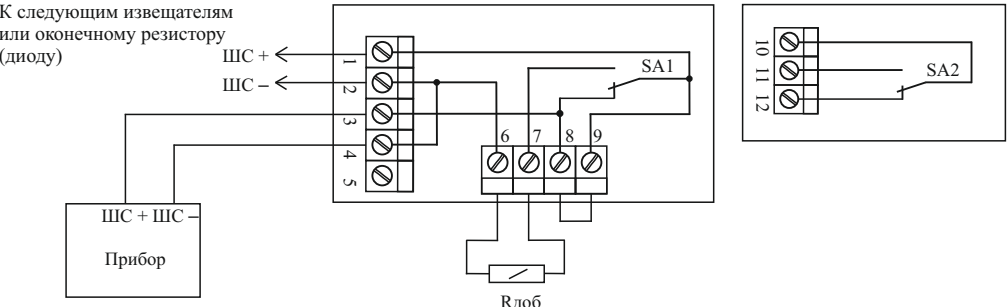 К следующим извещателям
или оконечному резистору
(диоду)
ШС +
ШС –
1
2
3
4
5
SA1
6 7 8 9
10
11
12
SA2
ШС + ШС –
Прибор
Rдоб